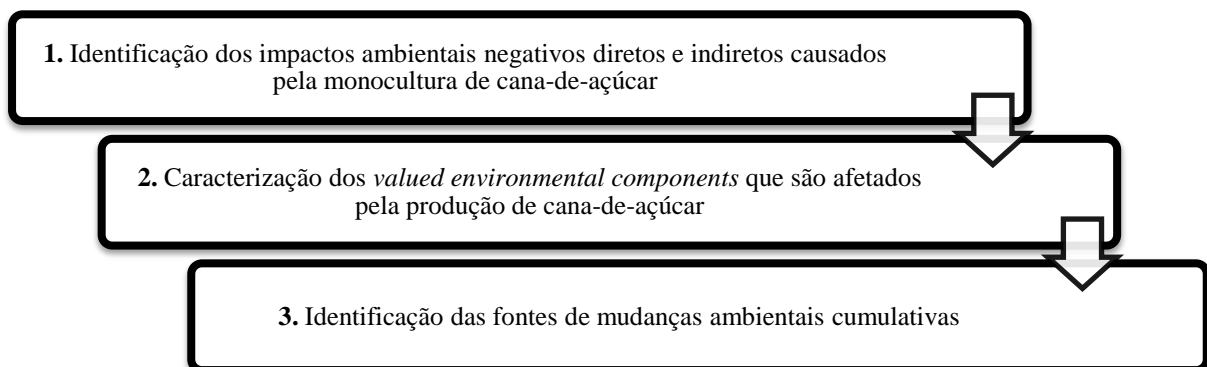 1. Identificação dos impactos ambientais negativos diretos e indiretos causados
pela monocultura de cana-de-açúcar
2. Caracterização dos valued environmental components que são afetados
pela produção de cana-de-açúcar
3. Identificação das fontes de mudanças ambientais cumulativas